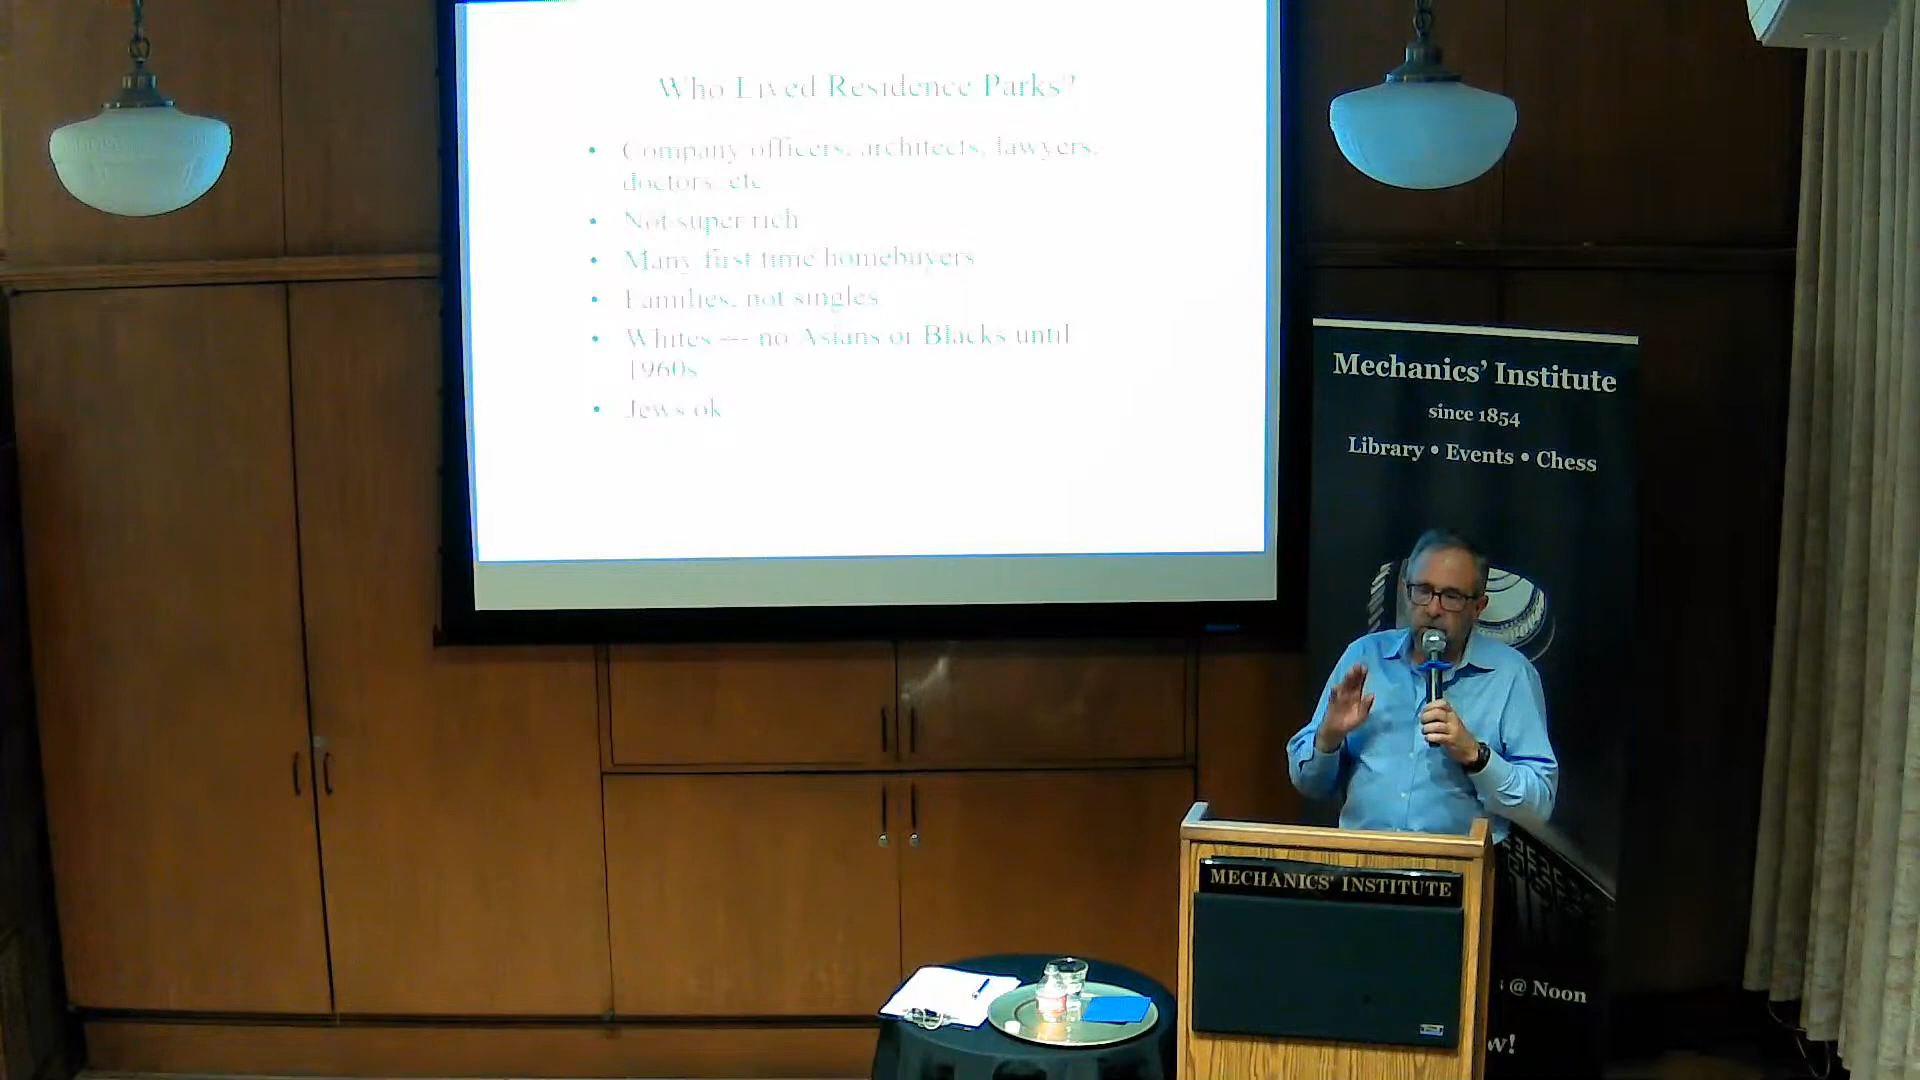 Who Lived Residence Parks?
• Company officers, architects, lawyers,
doctors, etc
• Not super rich
• Many first time homebuyers
• Families, not singles
• Whites — no Asians or Blacks until
1960s
• Jews ok
Mechanics' Institute
since 1854
Library • Events • Chess
MECHANICS' INSTITUTE
@ Noon